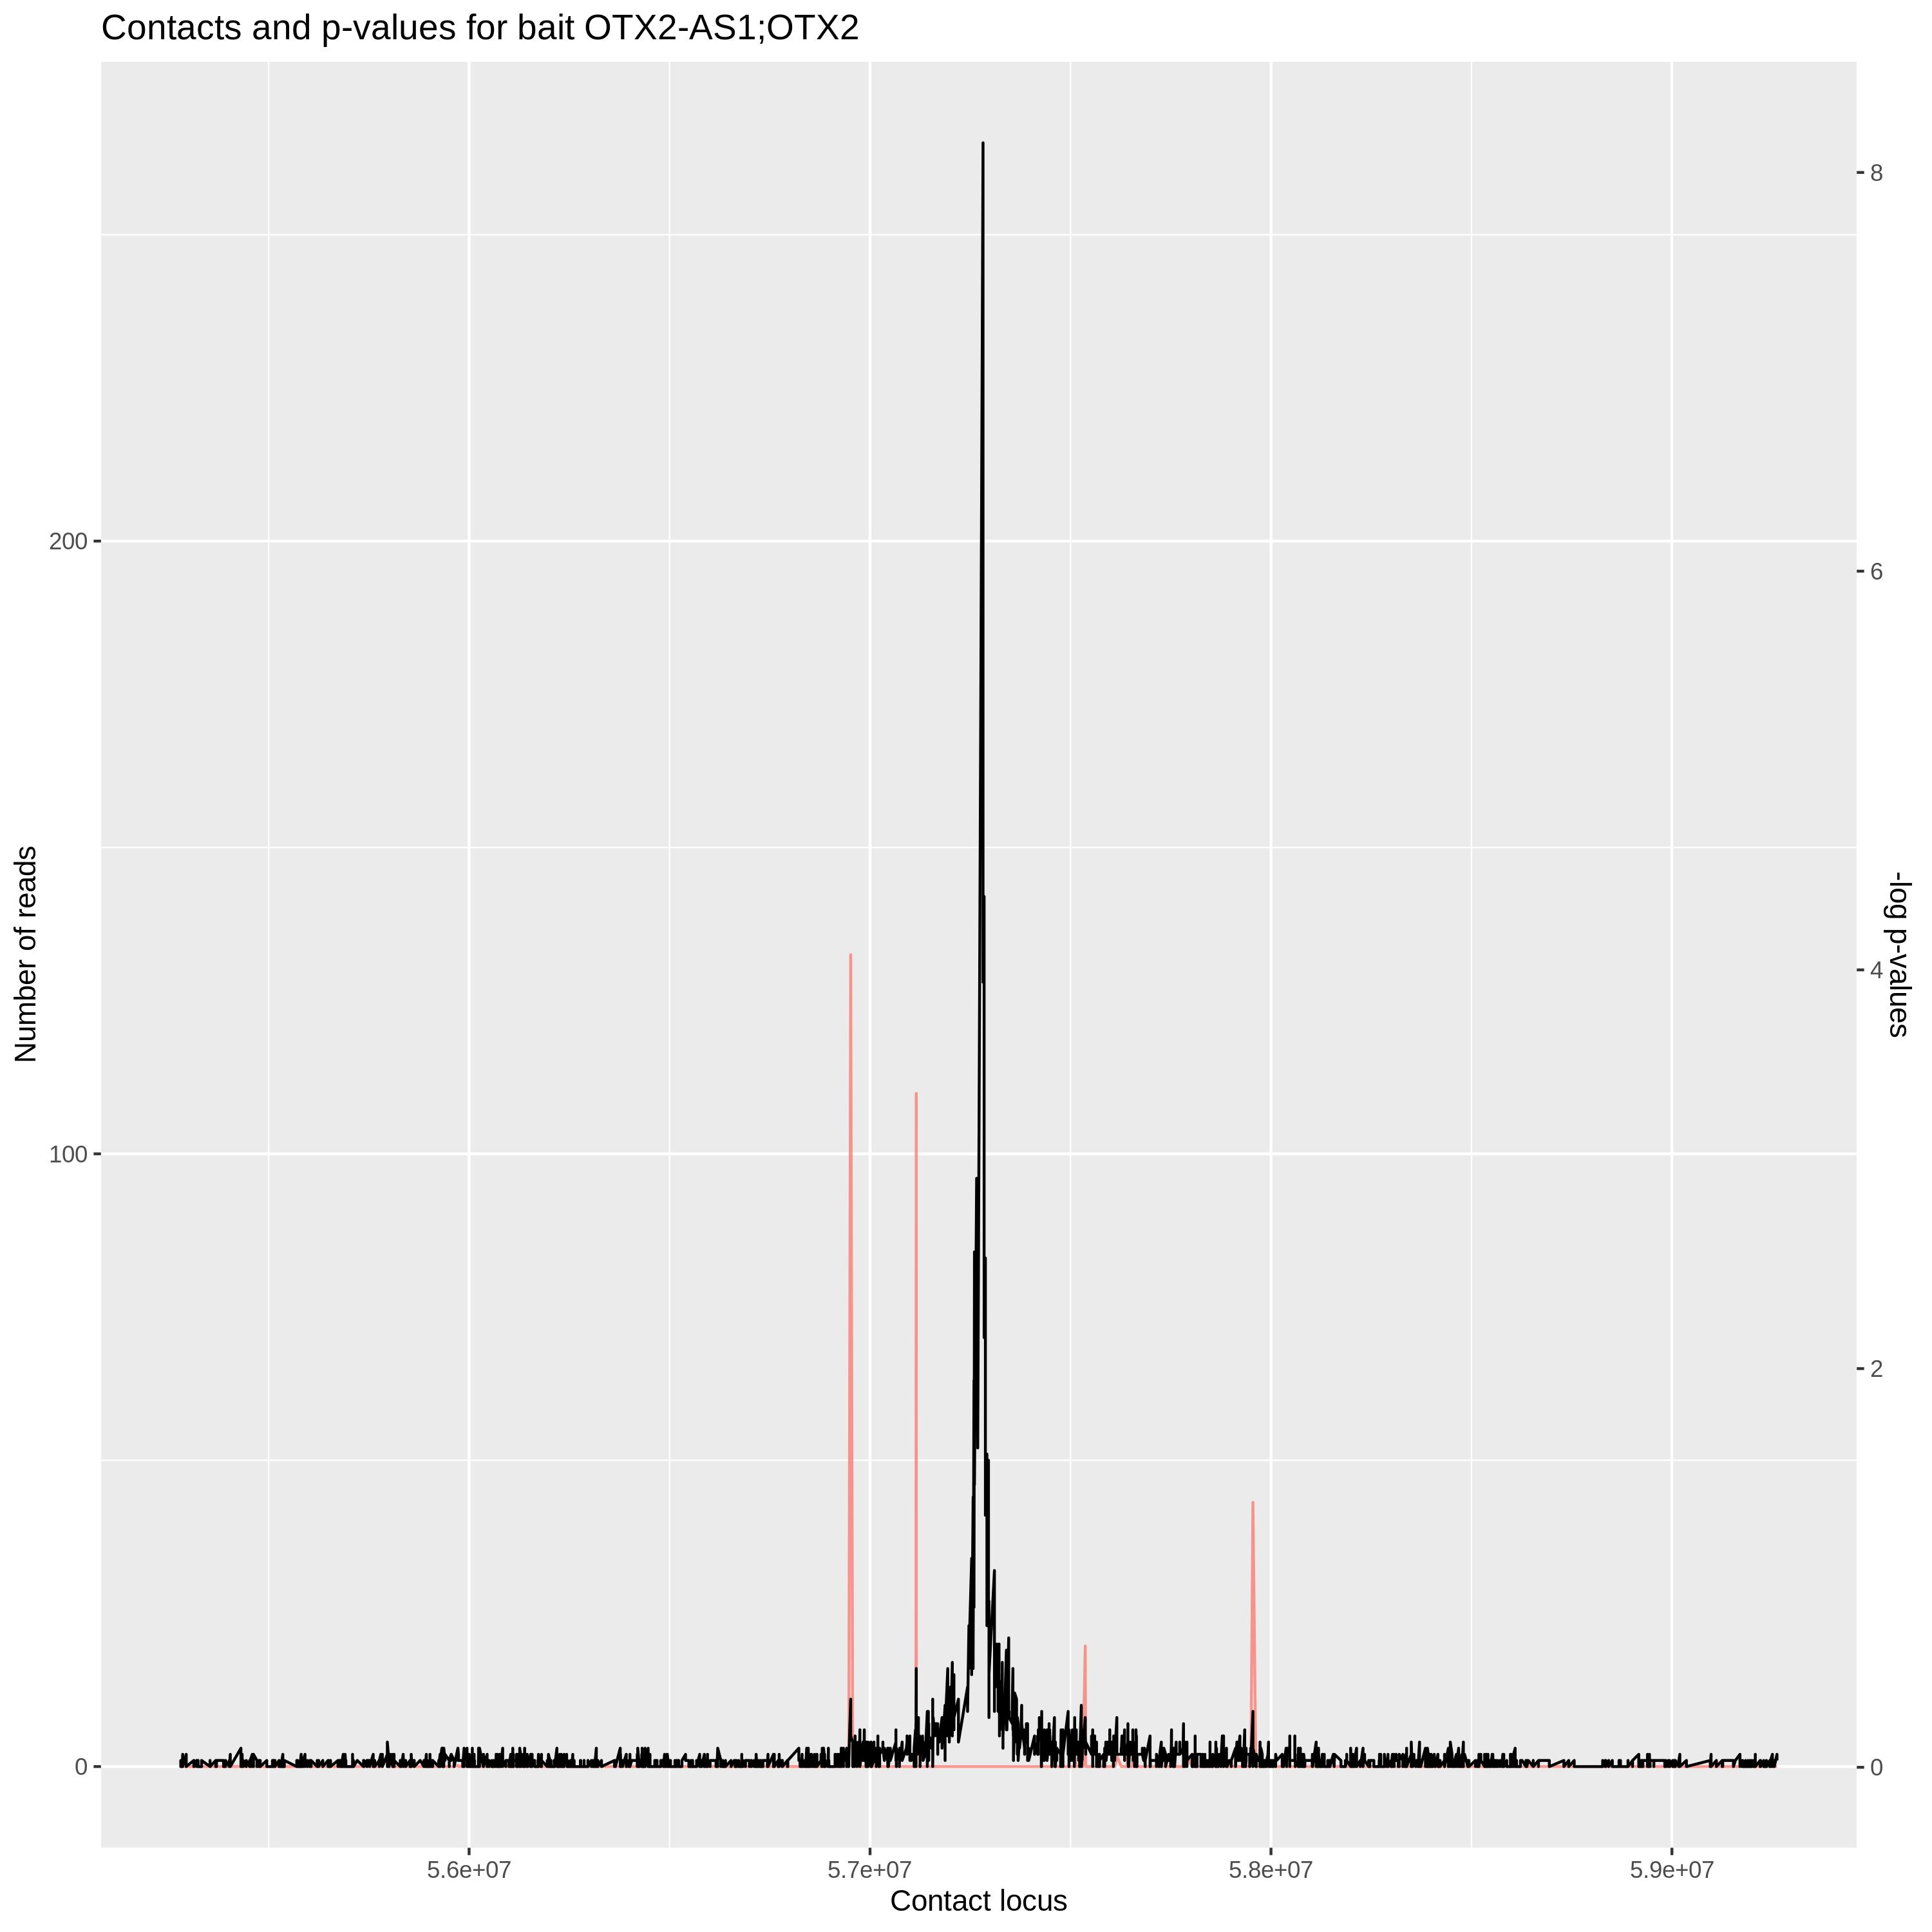 Contacts and p-values for bait OTX2-AS1;OTX2
Number of reads
200
100
0
8
6
4
2
0
-log p-values
5.6e+07
5.7e+07
5.8e+07
5.9e+07
Contact locus